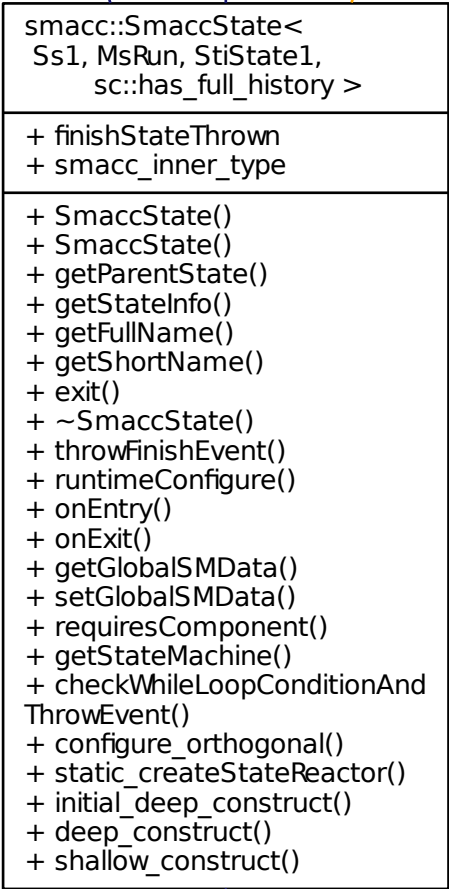 smacc::SmaccState<
Ss1, MsRun, StiState1,
sc::has_full_history >
+ finishStateThrown
+ smacc_inner_type
+ SmaccState()
+ SmaccState()
+ getParentState()
+ getStateInfo()
+ getFullName()
+ getShortName()
+ exit()
+ ~SmaccState()
+ throwFinishEvent()
+ runtimeConfigure()
+ onEntry()
+ onExit()
+ getGlobalSMData()
+ setGlobalSMData()
+ requiresComponent()
+ getStateMachine()
+ checkWhileLoopConditionAnd
ThrowEvent()
+ configure_orthogonal()
+ static_createStateReactor()
+ initial_deep_construct()
+ deep_construct()
+ shallow_construct()